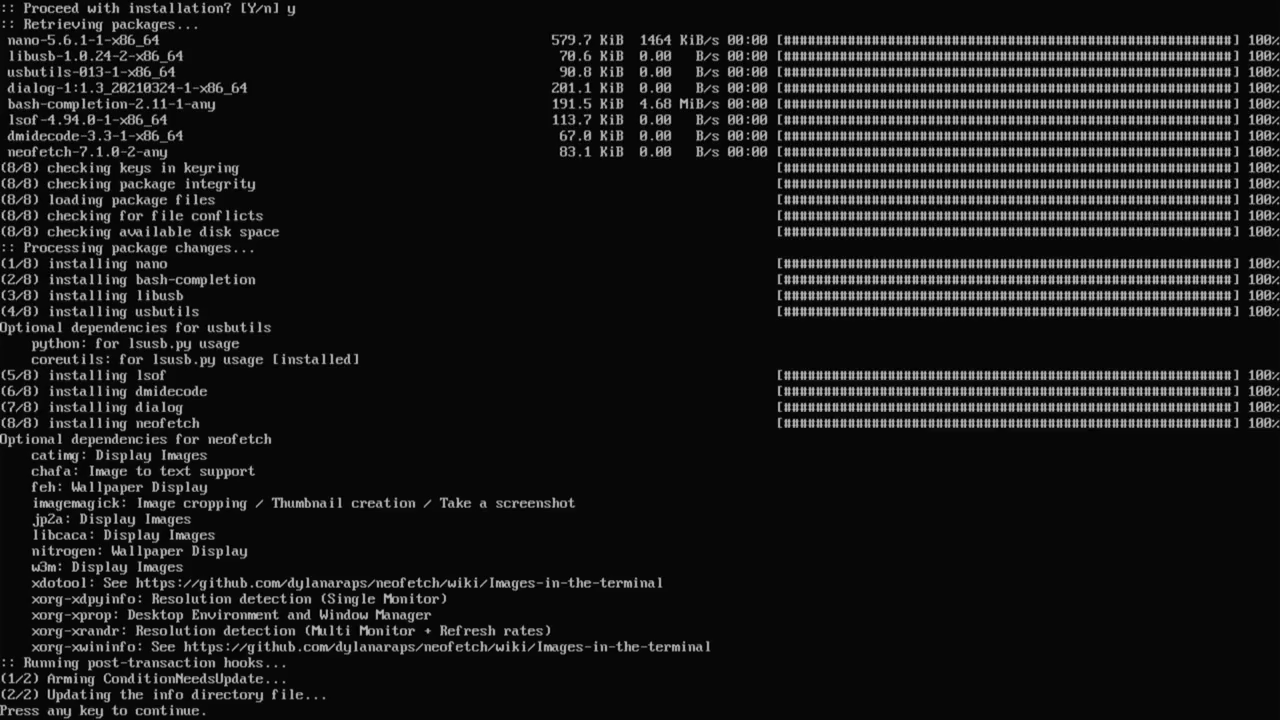 :: Proceed with installation? [Y/n] y
:: Retrieving packages...
nano-5.6.1-1-x86_64 579.7 KiB 1464 KiB/s 00:00 [#########################################################] 100%
libusb-1.0.24-2-x86_64 70.6 KiB 0.00 B/s 00:00 [#########################################################] 100%
usbutils-013-1-x86_64 90.8 KiB 0.00 B/s 00:00 [#########################################################] 100%
dialog-1:1.3_20210324-1-x86_64 201.1 KiB 0.00 B/s 00:00 [#########################################################] 100%
bash-completion-2.11-1-any 191.5 KiB 4.68 MiB/s 00:00 [#########################################################] 100%
lsof-4.94.0-1-x86_64 113.7 KiB 0.00 B/s 00:00 [#########################################################] 100%
dmidecode-3.3-1-x86_64 67.0 KiB 0.00 B/s 00:00 [#########################################################] 100%
neofetch-7.1.0-2-any 83.1 KiB 0.00 B/s 00:00 [#########################################################] 100%
(8/8) checking keys in keyring [#########################################################] 100%
(8/8) checking package integrity [#########################################################] 100%
(8/8) loading package files [#########################################################] 100%
(8/8) checking for file conflicts [#########################################################] 100%
(8/8) checking available disk space [#########################################################] 100%
:: Processing package changes...
(1/8) installing nano [#########################################################] 100%
(2/8) installing bash-completion [#########################################################] 100%
(3/8) installing libusb [#########################################################] 100%
(4/8) installing usbutils [#########################################################] 100%
Optional dependencies for usbutils
python: for lsusb.py usage
coreutils: for lsusb.py usage [installed]
(5/8) installing lsof [#########################################################] 100%
(6/8) installing dmidecode [#########################################################] 100%
(7/8) installing dialog [#########################################################] 100%
(8/8) installing neofetch [#########################################################] 100%
Optional dependencies for neofetch
catimg: Display Images
chafa: Image to text support
feh: Wallpaper Display
imagemagick: Image cropping / Thumbnail creation / Take a screenshot
jp2a: Display Images
libcaca: Display Images
nitrogen: Wallpaper Display
w3m: Display Images
xdotool: See https://github.com/dylanaraps/neofetch/wiki/Images-in-the-terminal
xorg-xdpyinfo: Resolution detection (Single Monitor)
xorg-xprop: Desktop Environment and Window Manager
xorg-xrandr: Resolution detection (Multi Monitor + Refresh rates)
xorg-xwininfo: See https://github.com/dylanaraps/neofetch/wiki/Images-in-the-terminal
:: Running post-transaction hooks...
(1/2) Arming ConditionNeedsUpdate...
(2/2) Updating the info directory file...
Press any key to continue.